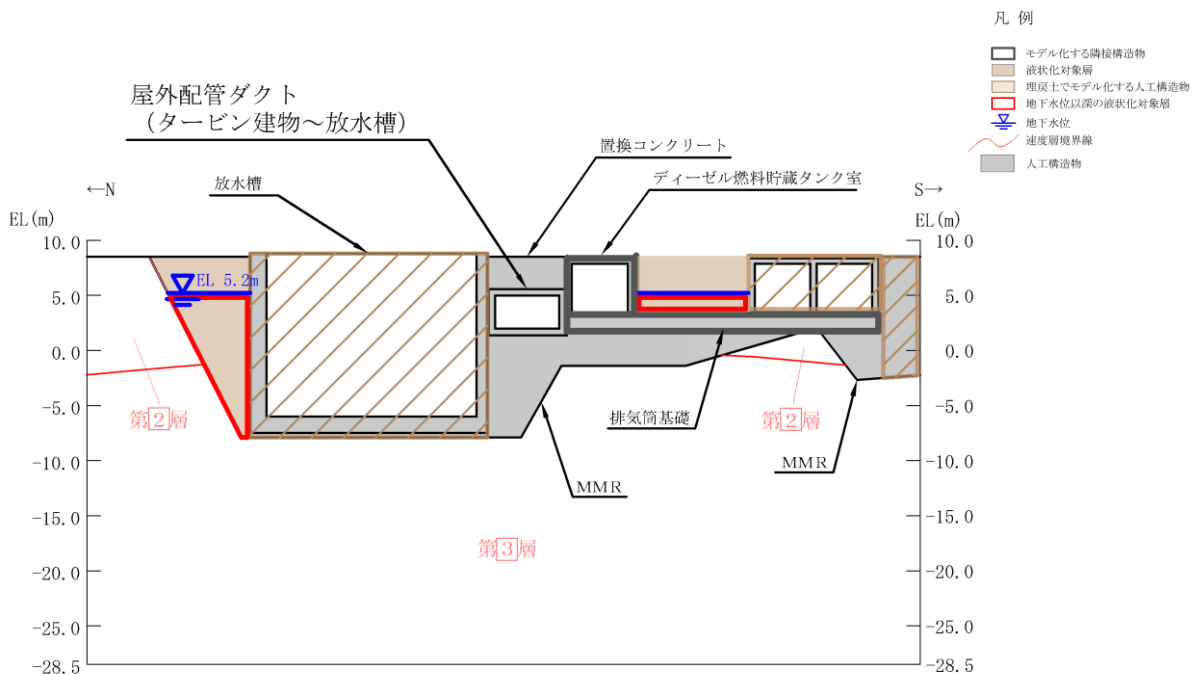 凡 例
モデル化する隣接構造物
液状化対象層
埋戻土でモデル化する人工構造物
地下水位以深の液状化対象層
地下水位
速度層境界線
人工構造物
屋外配管ダクト
（タービン建物～放水槽）
置換コンクリート
ディーゼル燃料貯蔵タンク室
放水槽
←N
S→
EL(m)
EL(m)
10.0
5.0
0.0
-5.0
-10.0
-15.0
-20.0
-25.0
-28.5
EL 5.2m
第2層
排気筒基礎
第2層
MMR
MMR
第3層
10.0
5.0
0.0
-5.0
-10.0
-15.0
-20.0
-25.0
-28.5